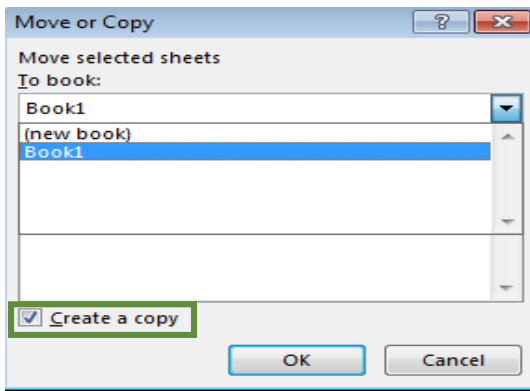 Move or Copy
Move selected sheets
To book:
Book1
(new book)
Book1
Create a copy
OK Cancel